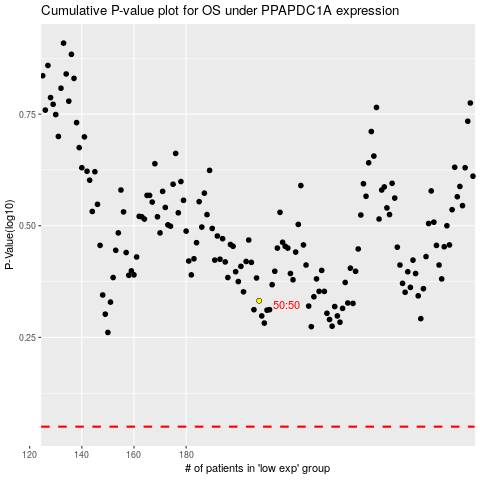 Cumulative P-value plot for OS under PPAPDC1A expression
P-Value(log10)
0.75
0.50
0.25
50:50
120 140 160 180
# of patients in 'low exp' group